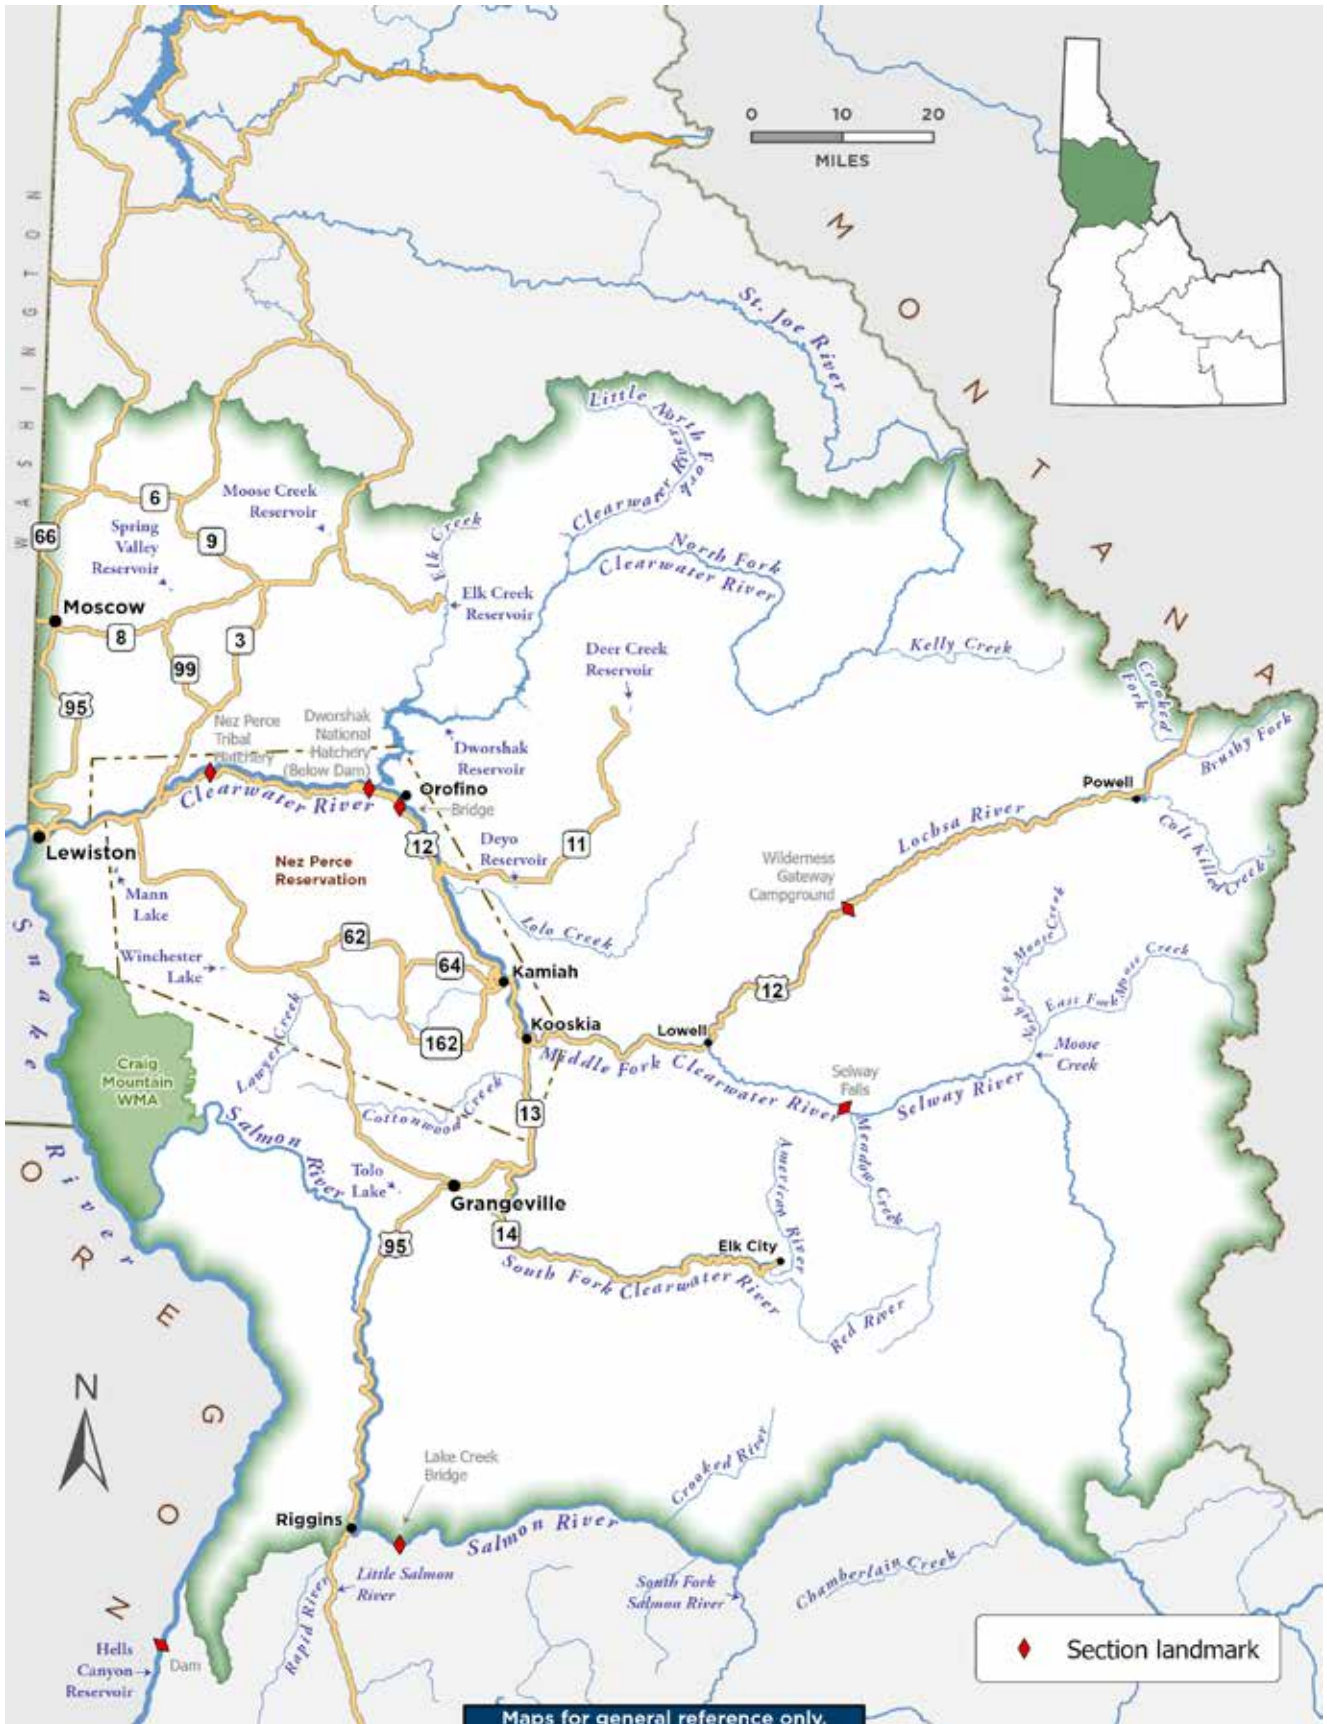 0 10 20
MILES
WASHINGTON
MONTANA
OREGON
St. Joe River
Little North Fork
Clearwater River
Moose Creek
Reservoir
6
Spring
Valley
Reservoir
66
9
Elk Creek
North Fork
Clearwater River
Elk Creek
Reservoir
Moscow
8
3
99
Deer Creek
Reservoir
Kelly Creek
Crooked
Fork
Brushy Fork
95
Nez Perce
Tribal
Hatchery
Dworshak
National
Hatchery
(Below Dam)
Dworshak
Reservoir
Powell
Orofino
Bridge
Clearwater River
Lochsa River
Colt Killed Creek
Lewiston
12
Deyo
Reservoir
11
Nez Perce
Reservation
Wilderness
Gateway
Campground
Mann
Lake
Snake River
Lolo Creek
62
Winchester
Lake
64
Kamiah
12
North Fork Moose Creek
East Fork Moose Creek
Lawyer Creek
162
Kooskia
Lowell
Middle Fork Clearwater River
Moose
Creek
Craig
Mountain
WMA
Selway
Falls
Selway River
Cottonwood Creek
13
Salmon River
Meadow Creek
American River
Tolo
Lake
Grangeville
14
95
Elk City
South Fork Clearwater River
Red River
N
Lake Creek
Bridge
Crooked River
Riggins
Salmon River
Little Salmon
River
Rapid River
South Fork
Salmon River
Chamberlain Creek
Hells
Canyon
Reservoir
Dam
Section landmark
Maps for general reference only.